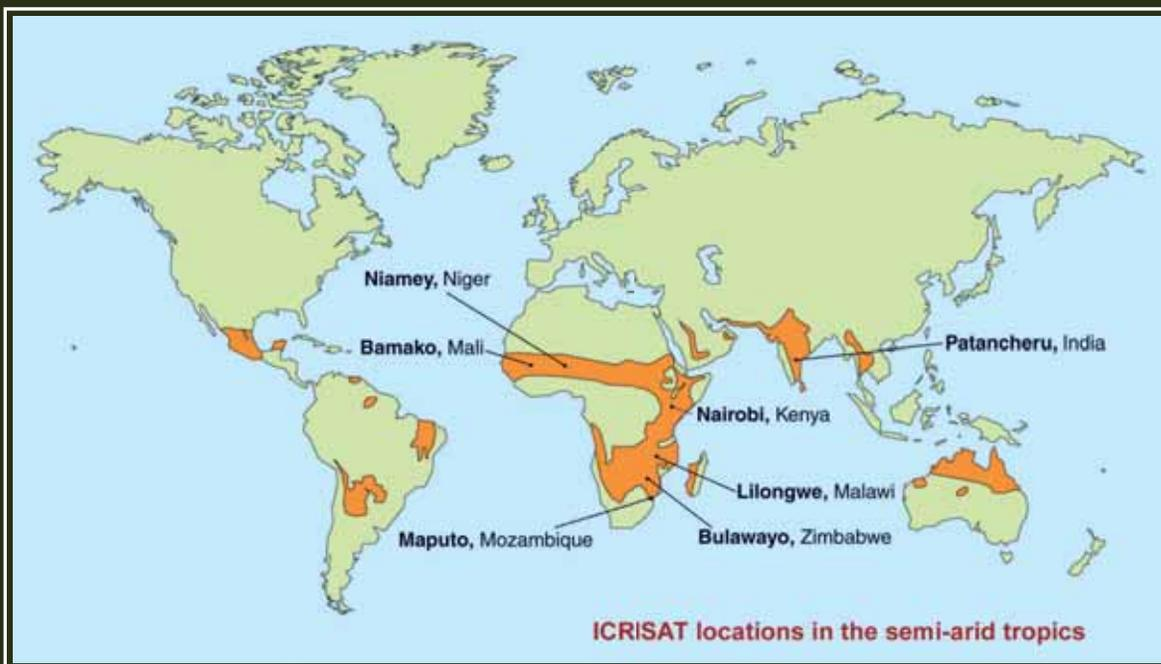 Niamey, Niger
Bamako, Mali
Patancheru, India
Nairobi, Kenya
Lilongwe, Malawi
Maputo, Mozambique
Bulawayo, Zimbabwe
ICRISAT locations in the semi-arid tropics